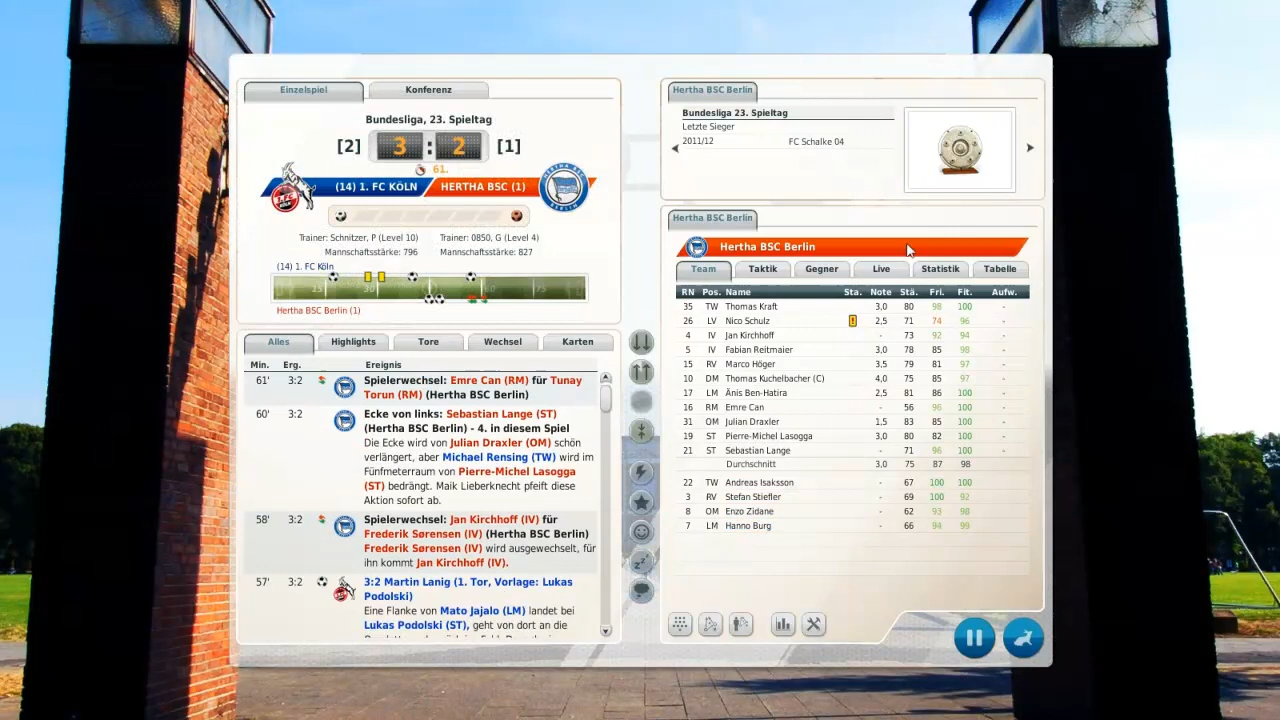 Einzelspiel
Konferenz
Bundesliga, 23. Spieltag
[2] 3 : 2 [1]
61.
(14) 1. FC KÖLN HERTHA BSC (1)
Trainer: Schnitzer, P (Level 10) Trainer: 0850, G (Level 4)
Mannschaftsstärke: 796 Mannschaftsstärke: 827
(14) 1. FC Köln
15 30 60 75
Hertha BSC Berlin (1)
Alles Highlights Tore Wechsel Karten
Min. Erg. Ereignis
61' 3:2 Spielerwechsel: Emre Can (RM) für Tunay
Torun (RM) (Hertha BSC Berlin)
60' 3:2 Ecke von links: Sebastian Lange (ST)
(Hertha BSC Berlin) - 4. in diesem Spiel
Die Ecke wird von Julian Draxler (OM) schön
verlängert, aber Michael Rensing (TW) wird im
Fünfmeterraum von Pierre-Michel Lasogga
(ST) bedrängt. Maik Lieberknecht pfeift diese
Aktion sofort ab.
58' 3:2 Spielerwechsel: Jan Kirchhoff (IV) für
Frederik Sørensen (IV) (Hertha BSC Berlin)
Frederik Sørensen (IV) wird ausgewechselt, für
ihn kommt Jan Kirchhoff (IV).
57' 3:2 3:2 Martin Lanig (1. Tor, Vorlage: Lukas
Podolski)
Eine Flanke von Mato Jajalo (LM) landet bei
Lukas Podolski (ST), geht von dort an die
Hertha BSC Berlin
Bundesliga 23. Spieltag
Letzte Sieger
2011/12 FC Schalke 04
Hertha BSC Berlin
Hertha BSC Berlin
Team Taktik Gegner Live Statistik Tabelle
RN Pos. Name Sta. Note Stä. Fri. Fit. Aufw.
35 TW Thomas Kraft 3,0 80 98 100 -
26 LV Nico Schulz ! 2,5 71 74 96 -
4 IV Jan Kirchhoff - 73 92 94 -
5 IV Fabian Reitmaier 3,0 78 85 98 -
15 RV Marco Höger 3,5 79 81 97 -
10 DM Thomas Kuchelbacher (C) 4,0 75 85 97 -
17 LM Änis Ben-Hatira 2,5 81 86 100 -
16 RM Emre Can - 56 96 100 -
31 OM Julian Draxler 1,5 83 85 100 -
19 ST Pierre-Michel Lasogga 3,0 80 82 100 -
21 ST Sebastian Lange - 71 96 100 -
Durchschnitt 3,0 75 87 98
22 TW Andreas Isaksson - 67 100 100 -
3 RV Stefan Stiefler - 69 100 92 -
8 OM Enzo Zidane - 62 93 98 -
7 LM Hanno Burg - 66 94 99 -